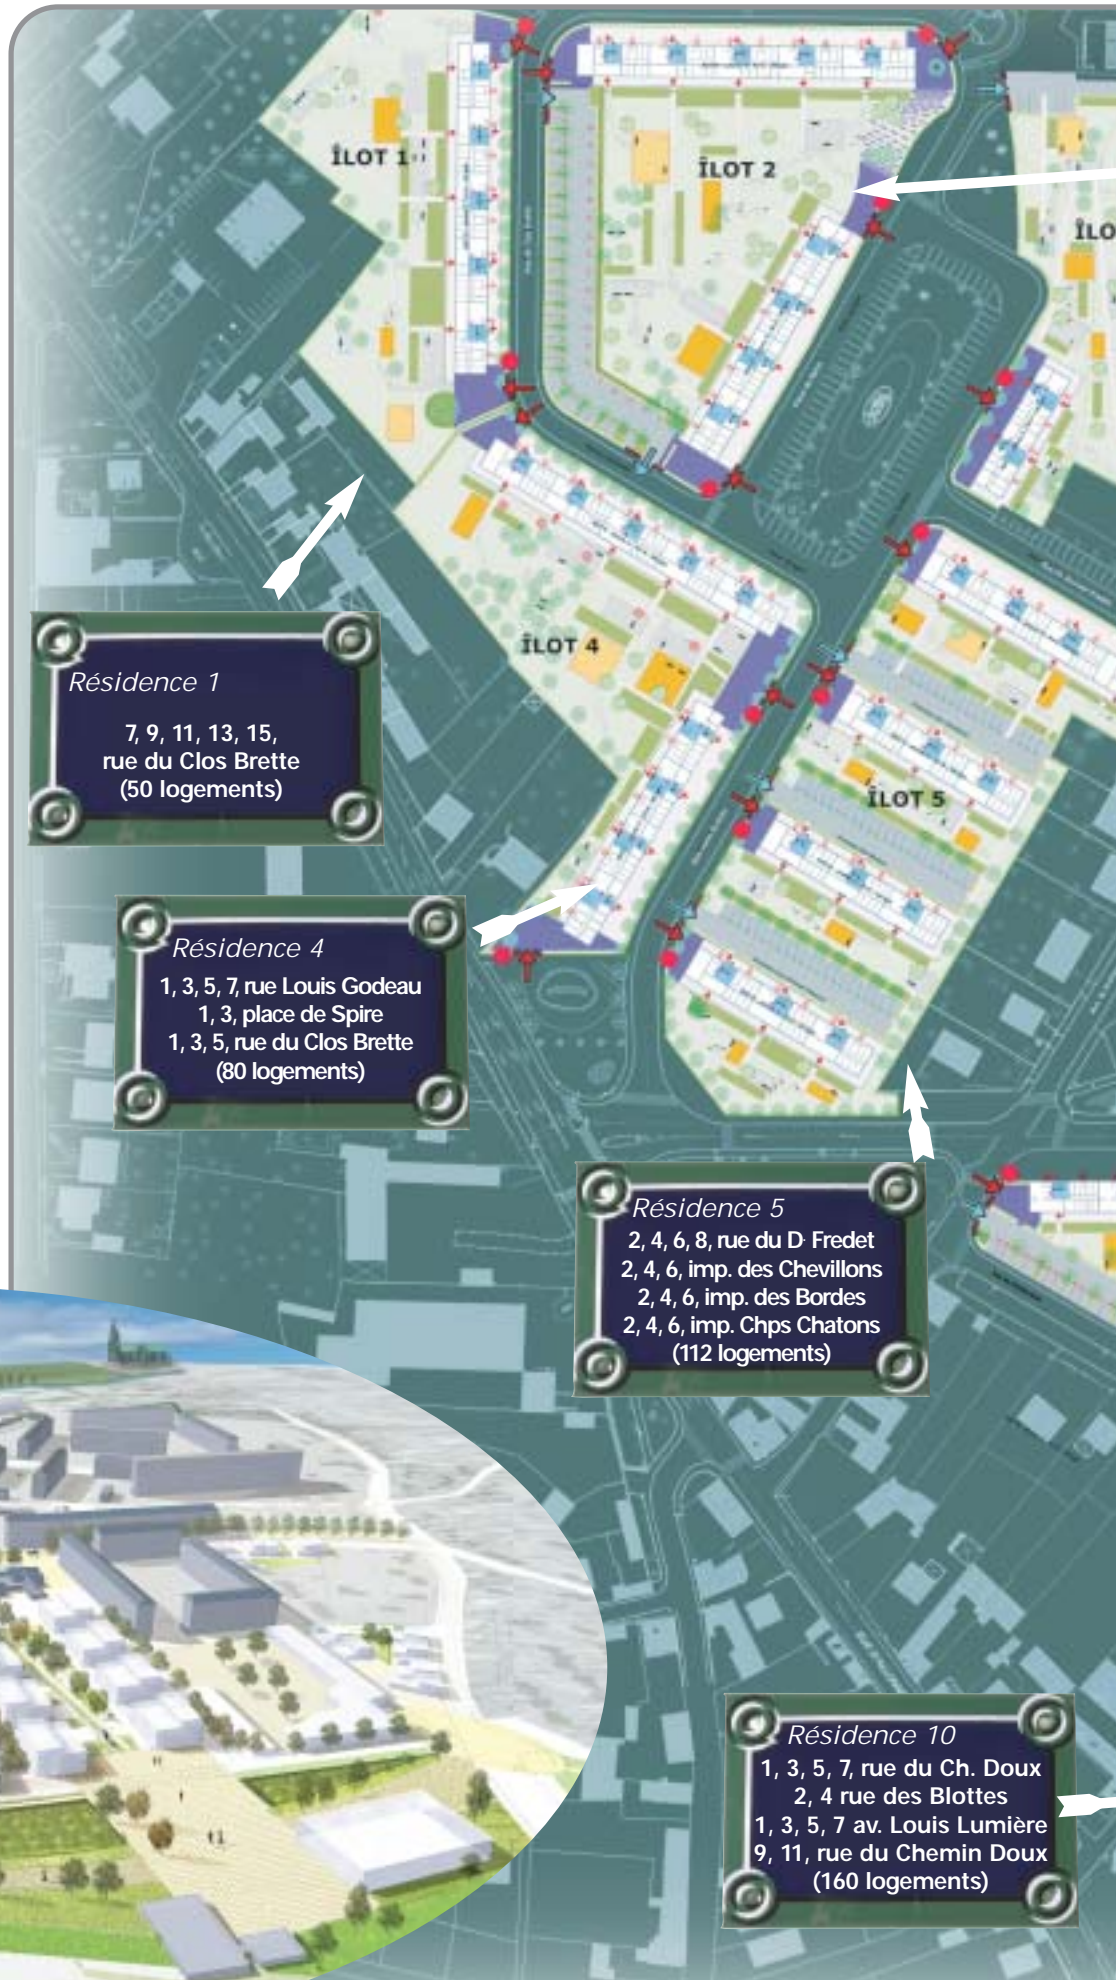 ÎLOT 1
ÎLOT 2
ÎLO
ÎLOT 4
Résidence 1
7, 9, 11, 13, 15,
rue du Clos Brette
(50 logements)
ÎLOT 5
Résidence 4
1, 3, 5, 7, rue Louis Godeau
1, 3, place de Spire
1, 3, 5, rue du Clos Brette
(80 logements)
Résidence 5
2, 4, 6, 8, rue du D. Fredet
2, 4, 6, imp. des Chevillons
2, 4, 6, imp. des Bordes
2, 4, 6, imp. Chps Chatons
(112 logements)
Résidence 10
1, 3, 5, 7, rue du Ch. Doux
2, 4 rue des Blottes
1, 3, 5, 7 av. Louis Lumière
9, 11, rue du Chemin Doux
(160 logements)